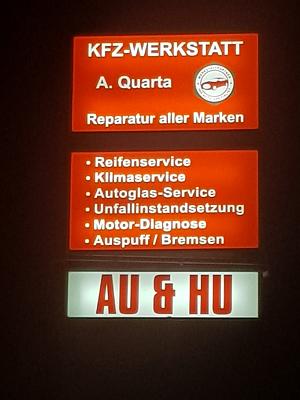 KFZ-WERKSTATT
A. Quarta
Reparatur aller Marken
• Reifenservice
• Klimaservice
• Autoglas-Service
• Unfallinstandsetzung
• Motor-Diagnose
• Auspuff / Bremsen
AU & HU